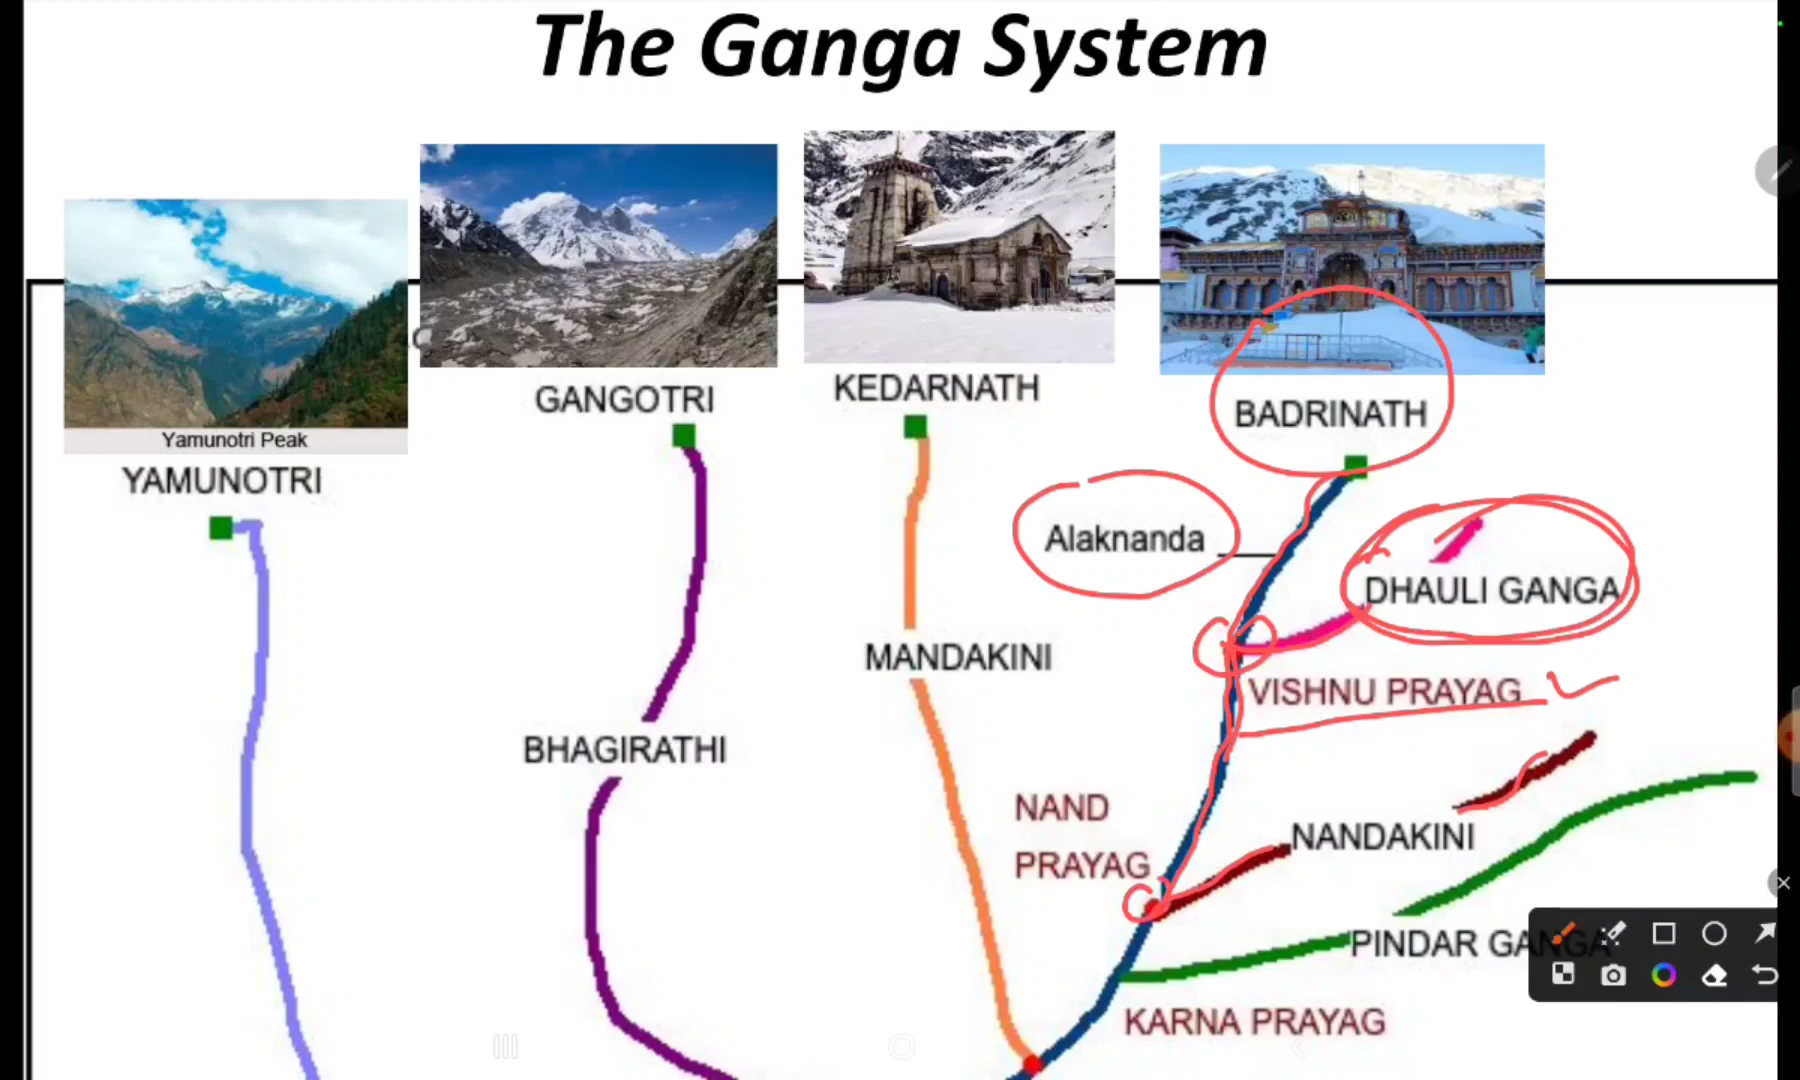 The Ganga System
Yamunotri Peak
YAMUNOTRI
GANGOTRI
KEDARNATH
BADRINATH
Alaknanda
DHAULI GANGA
MANDAKINI
VISHNU PRAYAG
BHAGIRATHI
NAND
PRAYAG
NANDAKINI
PINDAR GANGA
KARNA PRAYAG